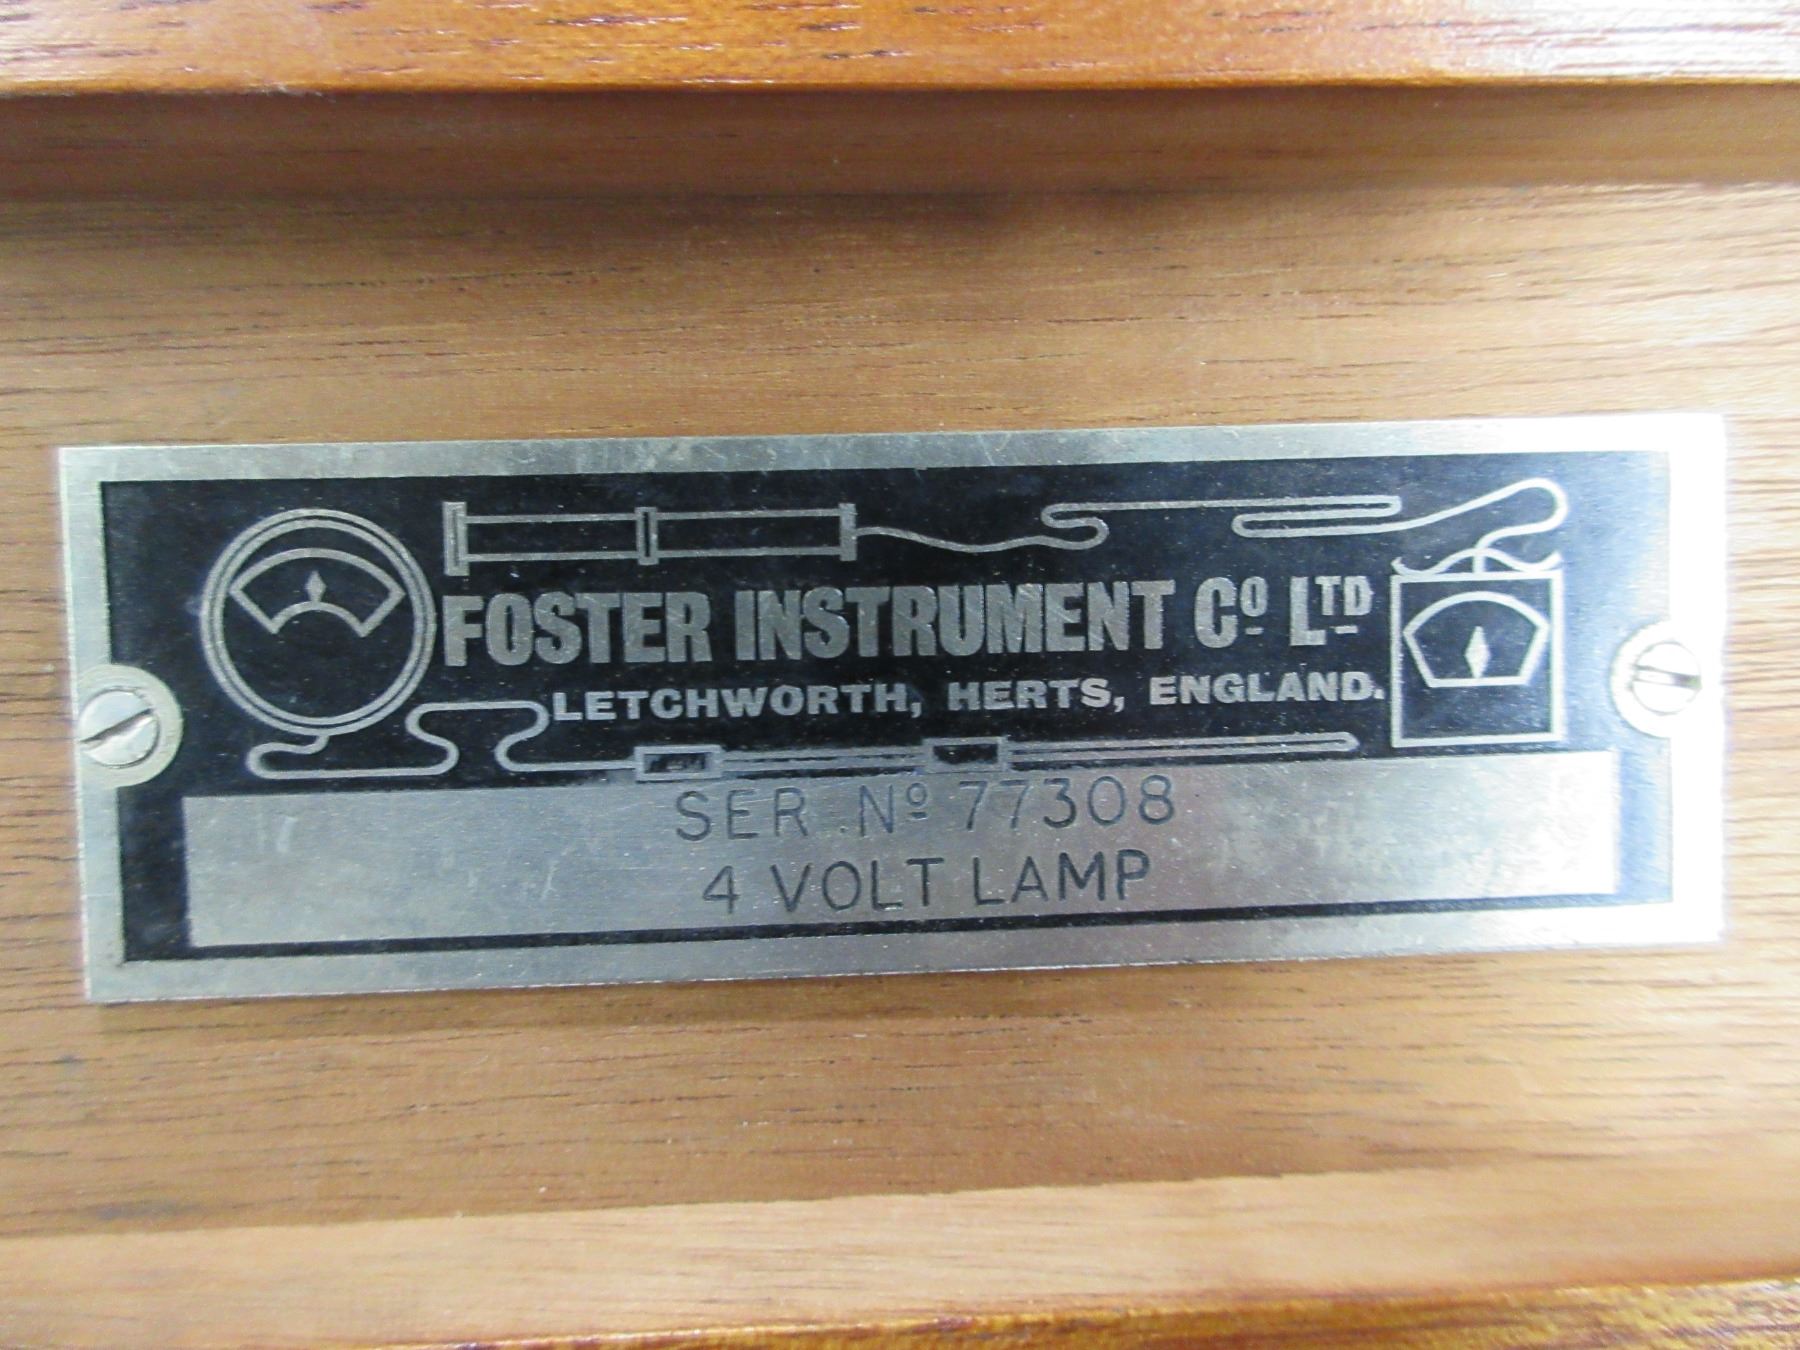 FOSTER INSTRUMENT Cº LTD
LETCHWORTH, HERTS, ENGLAND.
SER. Nº 77308
4 VOLT LAMP